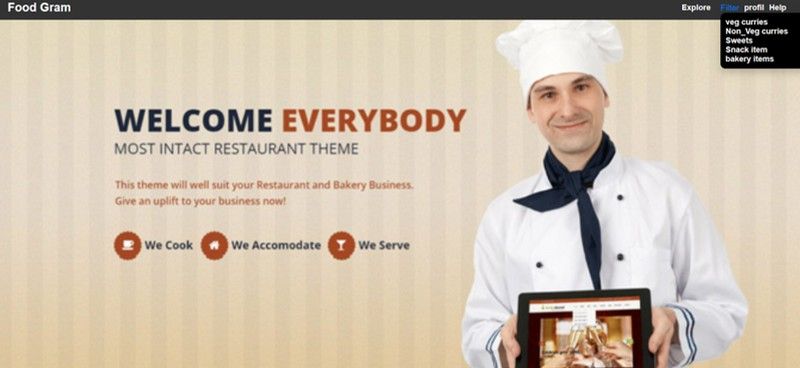 Food Gram
Explore Filter profil Help
veg curries
Non_Veg curries
Sweets
Snack item
bakery items
WELCOME EVERYBODY
MOST INTACT RESTAURANT THEME
This theme will well suit your Restaurant and Bakery Business.
Give an uplift to your business now!
We Cook We Accomodate We Serve